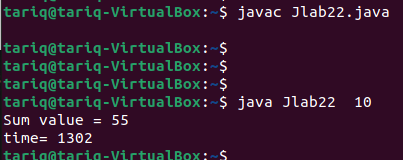 tariq@tariq-VirtualBox:~$ javac Jlab22.java
tariq@tariq-VirtualBox:~$
tariq@tariq-VirtualBox:~$
tariq@tariq-VirtualBox:~$
tariq@tariq-VirtualBox:~$ java Jlab22  10
Sum value = 55
time= 1302
tariq@tariq-VirtualBox:~$